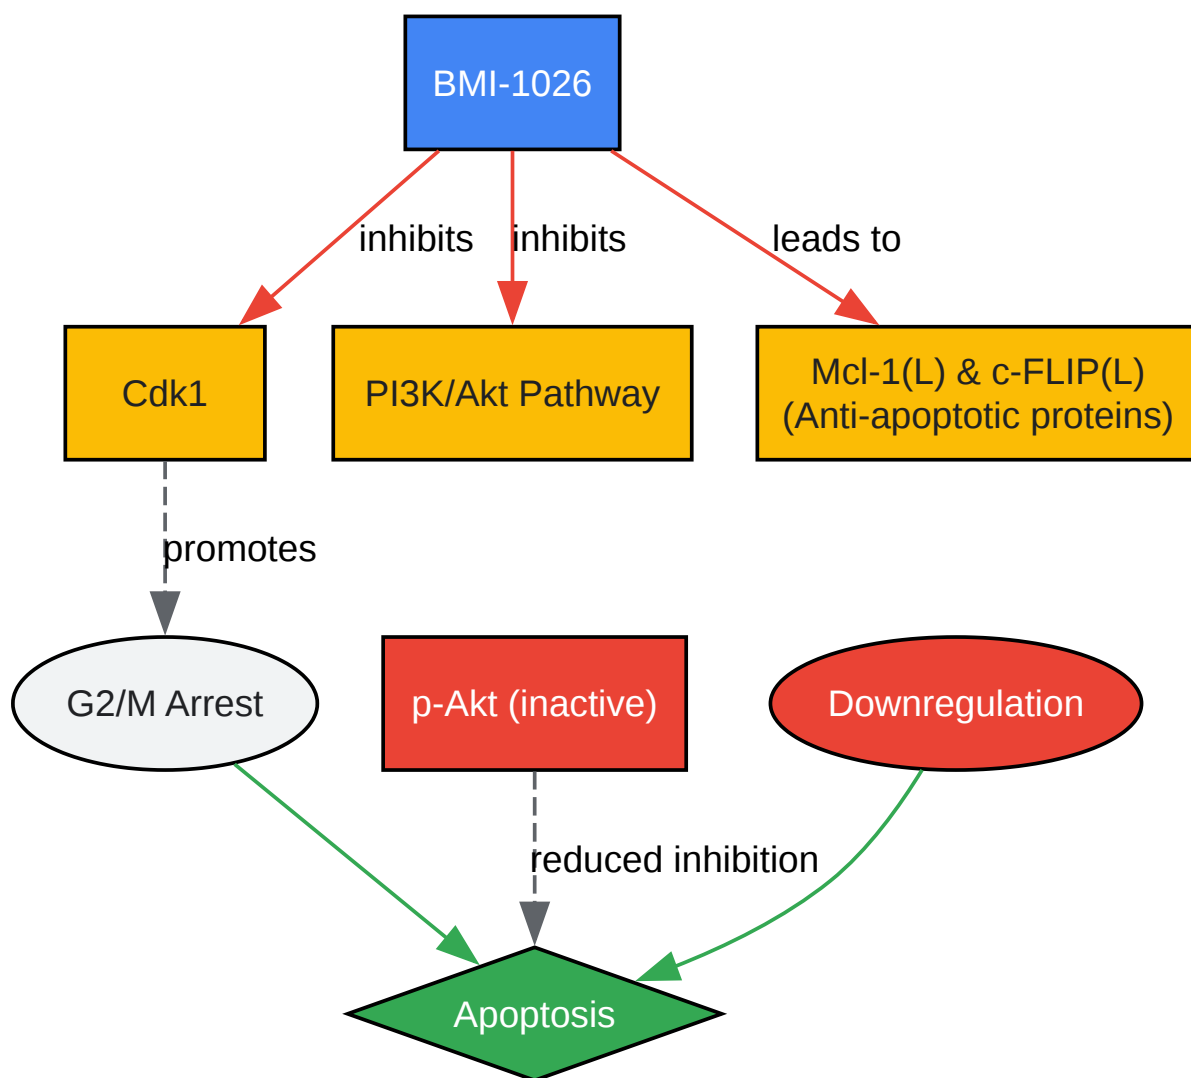 BMI-1026
inhibits
inhibits
leads to
Cdk1
PI3K/Akt Pathway
Mcl-1(L) & c-FLIP(L)
(Anti-apoptotic proteins)
promotes
G2/M Arrest
p-Akt (inactive)
Downregulation
reduced inhibition
Apoptosis